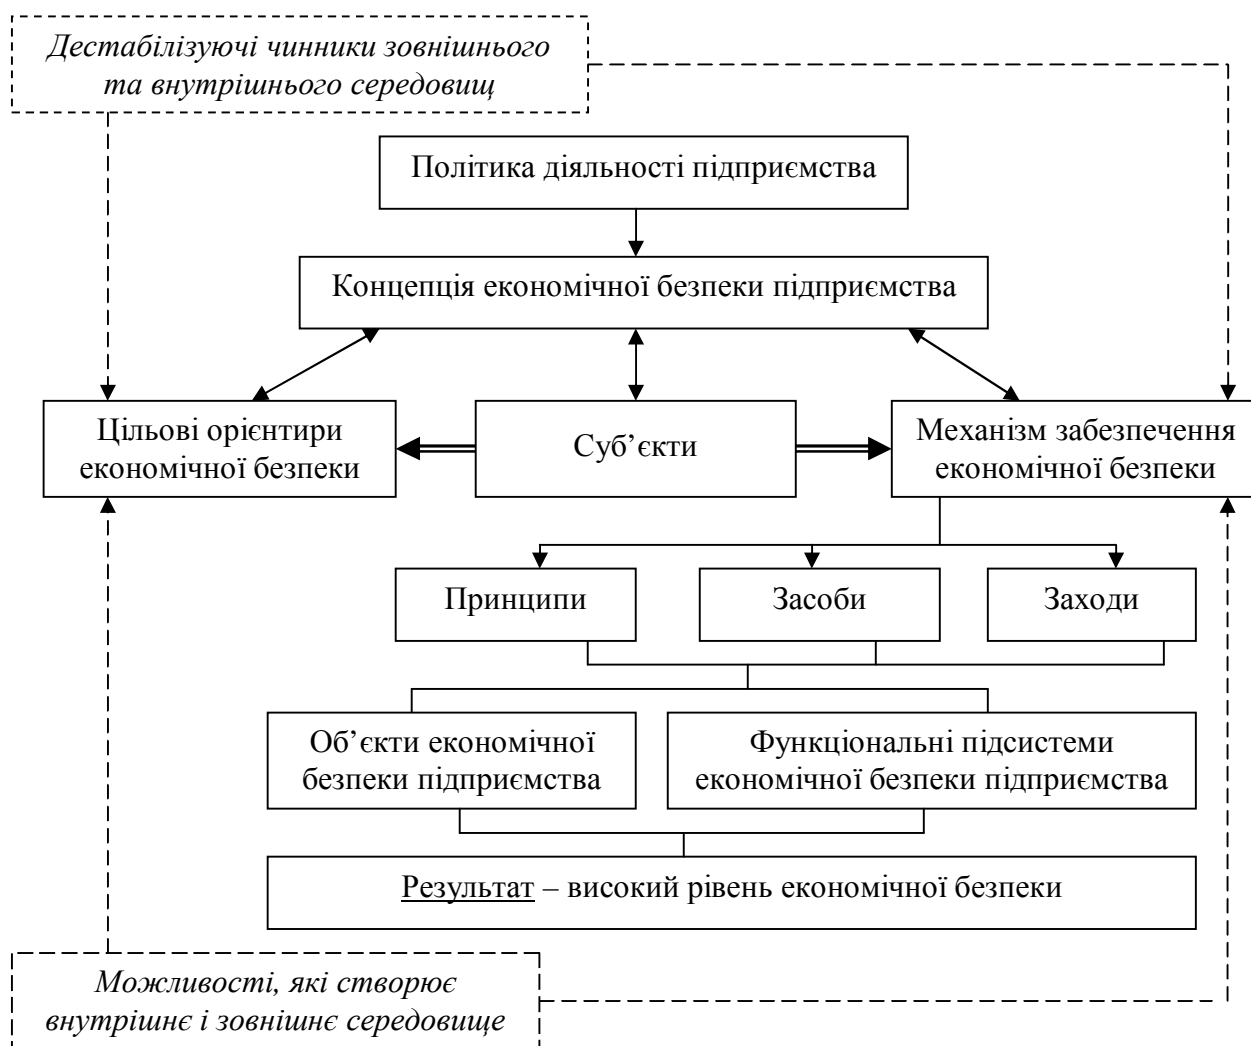 Дестабілізуючі чинники зовнішнього
та внутрішнього середовищ
Політика діяльності підприємства
Концепція економічної безпеки підприємства
Цільові орієнтири
економічної безпеки
Суб’єкти
Механізм забезпечення
економічної безпеки
Принципи
Засоби
Заходи
Об’єкти економічної
безпеки підприємства
Функціональні підсистеми
економічної безпеки підприємства
Результат – високий рівень економічної безпеки
Можливості, які створює
внутрішнє і зовнішнє середовище